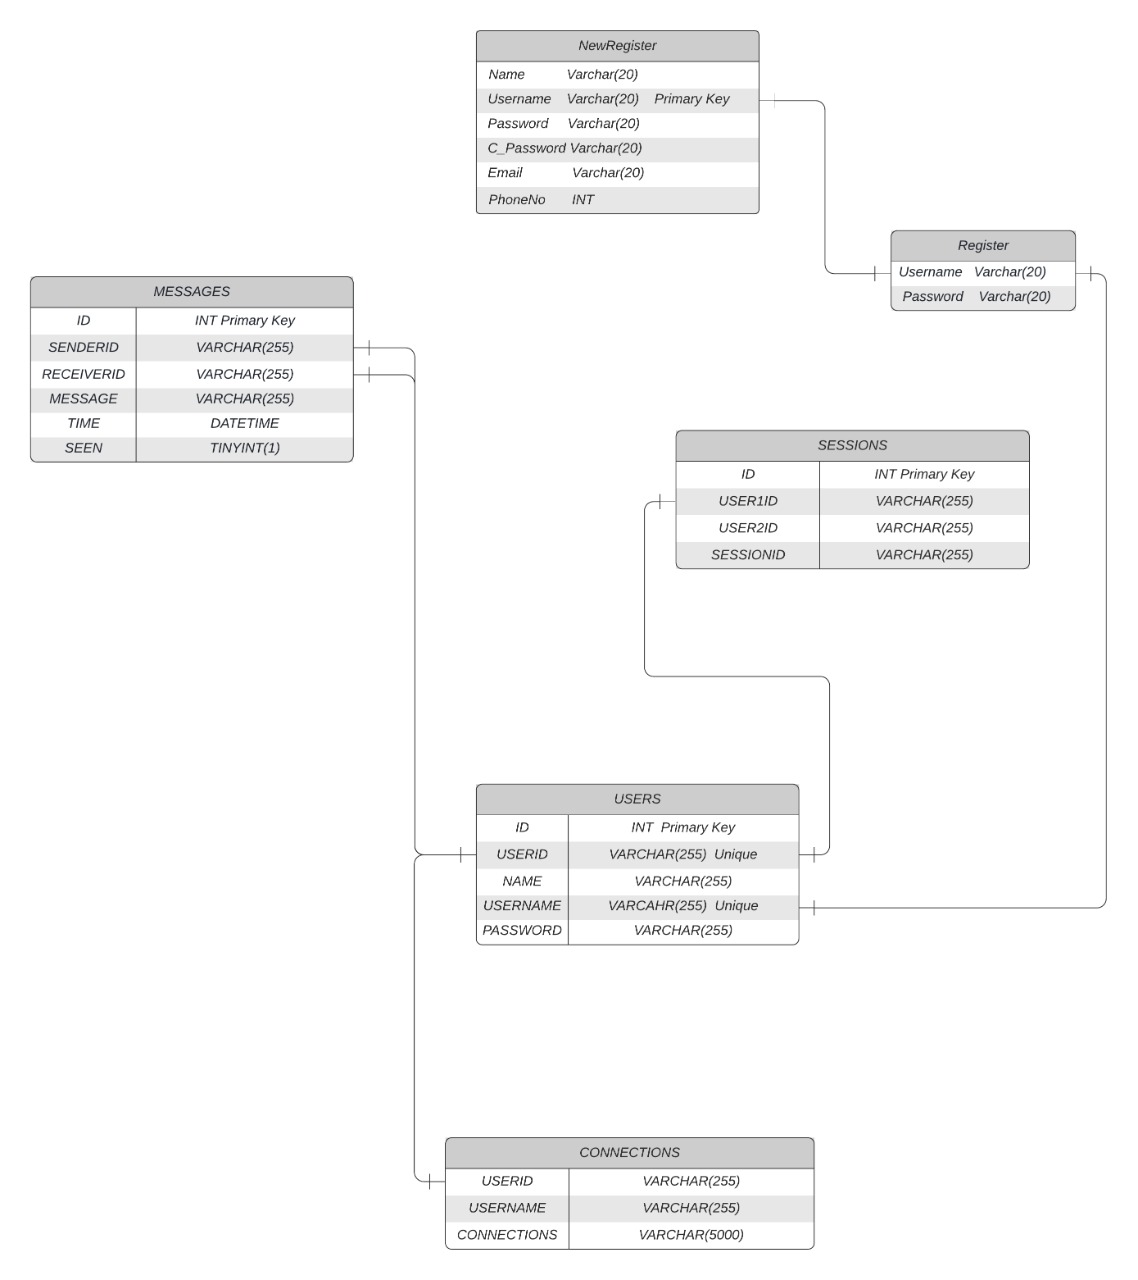 NewRegister
Name Varchar(20)
Username Varchar(20) Primary Key
Password Varchar(20)
C_Password Varchar(20)
Email Varchar(20)
PhoneNo INT
Register
Username Varchar(20)
Password Varchar(20)
MESSAGES
ID INT Primary Key
SENDERID VARCHAR(255)
RECEIVERID VARCHAR(255)
MESSAGE VARCHAR(255)
TIME DATETIME
SEEN TINYINT(1)
SESSIONS
ID INT Primary Key
USER1ID VARCHAR(255)
USER2ID VARCHAR(255)
SESSIONID VARCHAR(255)
USERS
ID INT Primary Key
USERID VARCHAR(255) Unique
NAME VARCHAR(255)
USERNAME VARCAHR(255) Unique
PASSWORD VARCHAR(255)
CONNECTIONS
USERID VARCHAR(255)
USERNAME VARCHAR(255)
CONNECTIONS VARCHAR(5000)